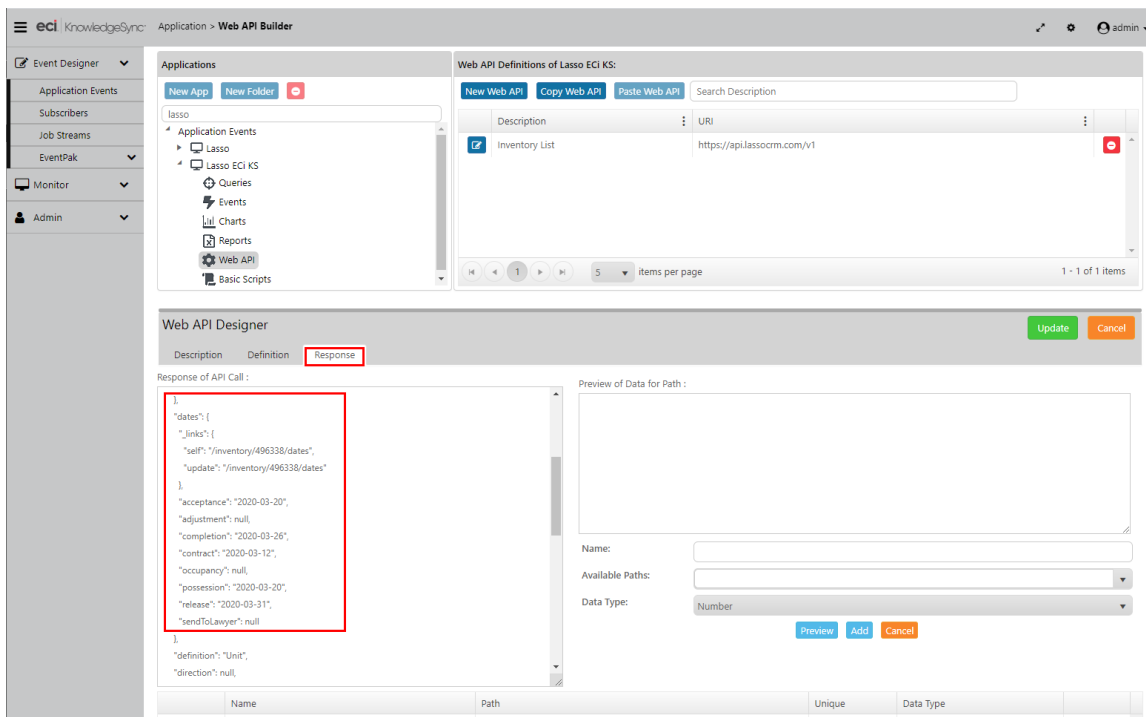 eci KnowledgeSync Application > Web API Builder admin
Event Designer
Application Events
Subscribers
Job Streams
EventPak
Monitor
Admin
Applications
New App New Folder
lasso
Application Events
Lasso
Lasso ECi KS
Queries
Events
Charts
Reports
Web API
Basic Scripts
Web API Definitions of Lasso ECi KS:
New Web API Copy Web API Paste Web API Search Description
Description URI
Inventory List https://api.lassocrm.com/v1
1 5 items per page 1 - 1 of 1 items
Web API Designer Update Cancel
Description Definition Response
Response of API Call :
},
"dates": {
"_links": {
"self": "/inventory/496338/dates",
"update": "/inventory/496338/dates"
},
"acceptance": "2020-03-20",
"adjustment": null,
"completion": "2020-03-26",
"contract": "2020-03-12",
"occupancy": null,
"possession": "2020-03-20",
"release": "2020-03-31",
"sendToLawyer": null
},
"definition": "Unit",
"direction": null,
Preview of Data for Path :
Name:
Available Paths:
Data Type: Number
Preview Add Cancel
Name Path Unique Data Type